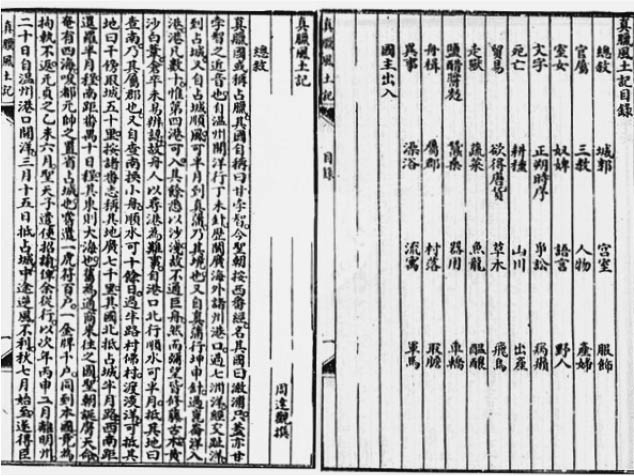 真臘風土記目錄
總敘 城郭 宮室 服飾
官屬 三教 人物 產婦
室女 奴婢 語言 野人
文字 正朔時序 爭訟 病癩
死亡 耕種 山川 出產
貿易 欲得唐貨 草木 飛鳥
走獸 蔬菜 魚龍 醞釀
鹽醋醬麴 蠶桑 器用 車轎
舟楫 屬郡 村落 取膽
異事 澡浴 流寓 軍馬
國主出入
真臘風土記 目錄
真臘風土記
周達觀撰
總敘
真臘國或稱占臘其國自稱曰甘孛智今聖朝按西番經名其國曰澉浦只蓋亦甘
孛智之近音也自溫州開洋行丁未針歷閩廣海外諸州港口過七洲洋經交趾洋
到占城又自占城順風可半月到真蒲乃其境也又自真蒲行坤申針過崑崙洋入
港港凡數十惟第四港可入其餘悉以沙淺故不通巨舟然而彌望皆修藤古木黃
沙白葦倉卒未易辨認故舟人以尋港為難事自港口北行順水可半月抵其地曰
查南乃其屬郡也又自查南換小舟順水可十餘日過半路村佛村渡淡洋可抵其
地曰干傍取城五十里按諸番志稱其地廣七千里其國北抵占城半月路西南距
暹羅半月程南距番禺十日程其東則大海也舊為通商來往之國聖朝誕膺天命
奄有四海唆都元帥之置省占城也嘗遣一虎符百戶一金牌千戶同到本國竟為
拘執不返元貞之乙未六月聖天子遣使招諭俾余從行以次年丙申二月離明州
二十日自溫州港口開洋三月十五日抵占城中途逆風不利秋七月始至遂得臣
真臘風土記